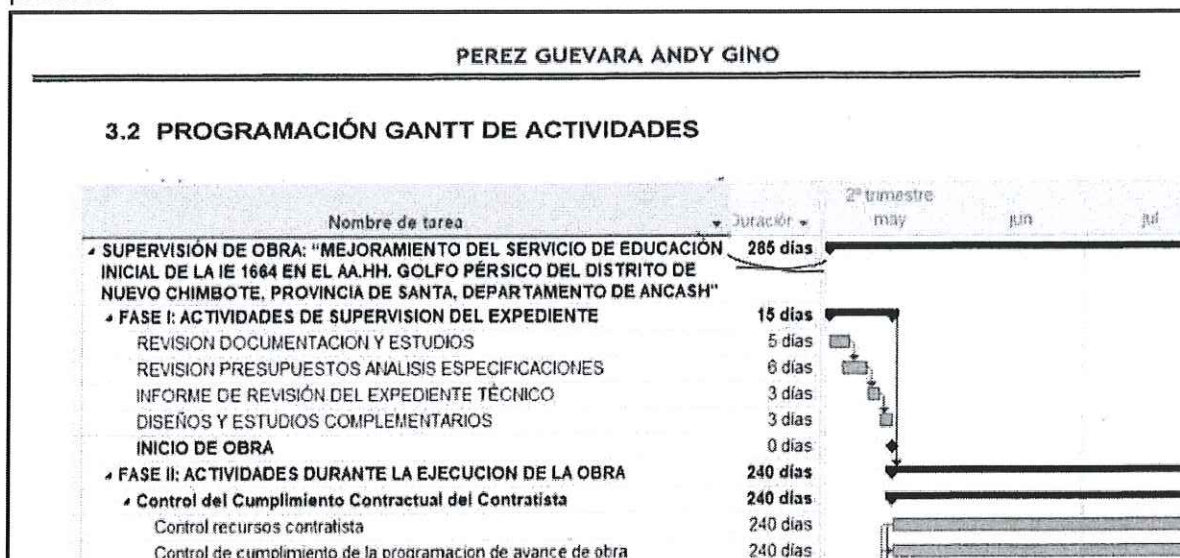 PEREZ GUEVARA ANDY GINO
3.2 PROGRAMACIÓN GANTT DE ACTIVIDADES
2º trimestre
Nombre de tarea Duración may jun jul
SUPERVISIÓN DE OBRA: “MEJORAMIENTO DEL SERVICIO DE EDUCACIÓN 285 días
INICIAL DE LA IE 1664 EN EL AA.HH. GOLFO PÉRSICO DEL DISTRITO DE
NUEVO CHIMBOTE, PROVINCIA DE SANTA, DEPARTAMENTO DE ANCASH"
FASE I: ACTIVIDADES DE SUPERVISION DEL EXPEDIENTE 15 días
REVISION DOCUMENTACION Y ESTUDIOS 5 días
REVISION PRESUPUESTOS ANALISIS ESPECIFICACIONES 6 días
INFORME DE REVISIÓN DEL EXPEDIENTE TÉCNICO 3 días
DISEÑOS Y ESTUDIOS COMPLEMENTARIOS 3 días
INICIO DE OBRA 0 días
FASE II: ACTIVIDADES DURANTE LA EJECUCION DE LA OBRA 240 días
Control del Cumplimiento Contractual del Contratista 240 días
Control recursos contratista 240 días
Control de cumplimiento de la programacion de avance de obra 240 días